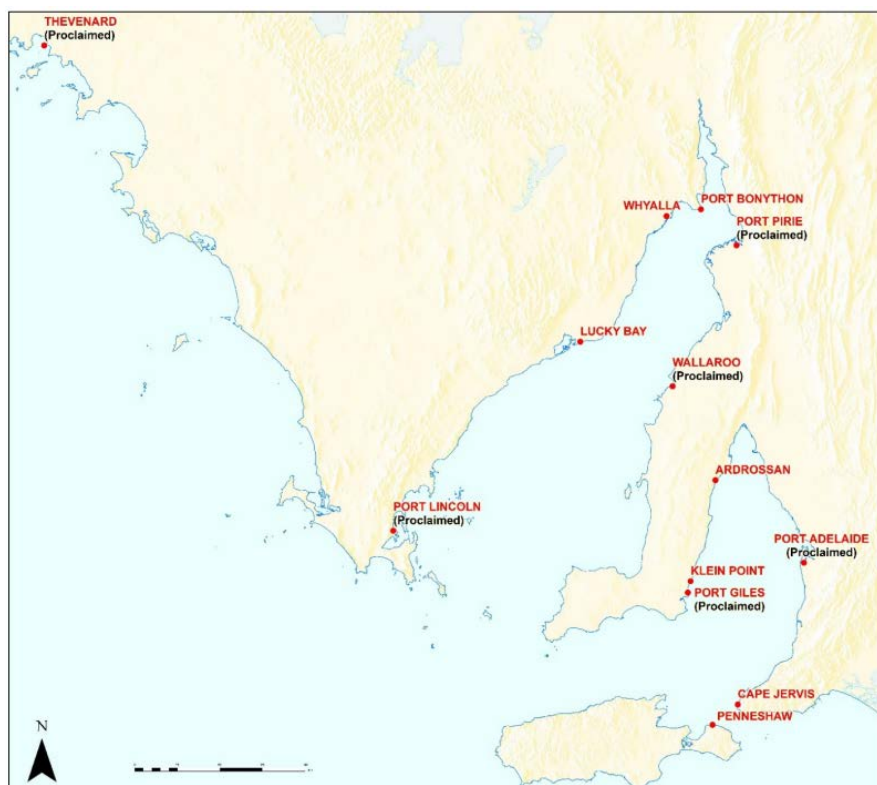 THEVENARD
(Proclaimed)
WHYALLA
PORT BONYTHON
PORT PIRIE
(Proclaimed)
LUCKY BAY
WALLAROO
(Proclaimed)
ARDROSSAN
PORT LINCOLN
(Proclaimed)
PORT ADELAIDE
(Proclaimed)
KLEIN POINT
PORT GILES
(Proclaimed)
CAPE JERVIS
PENNESHAW
N